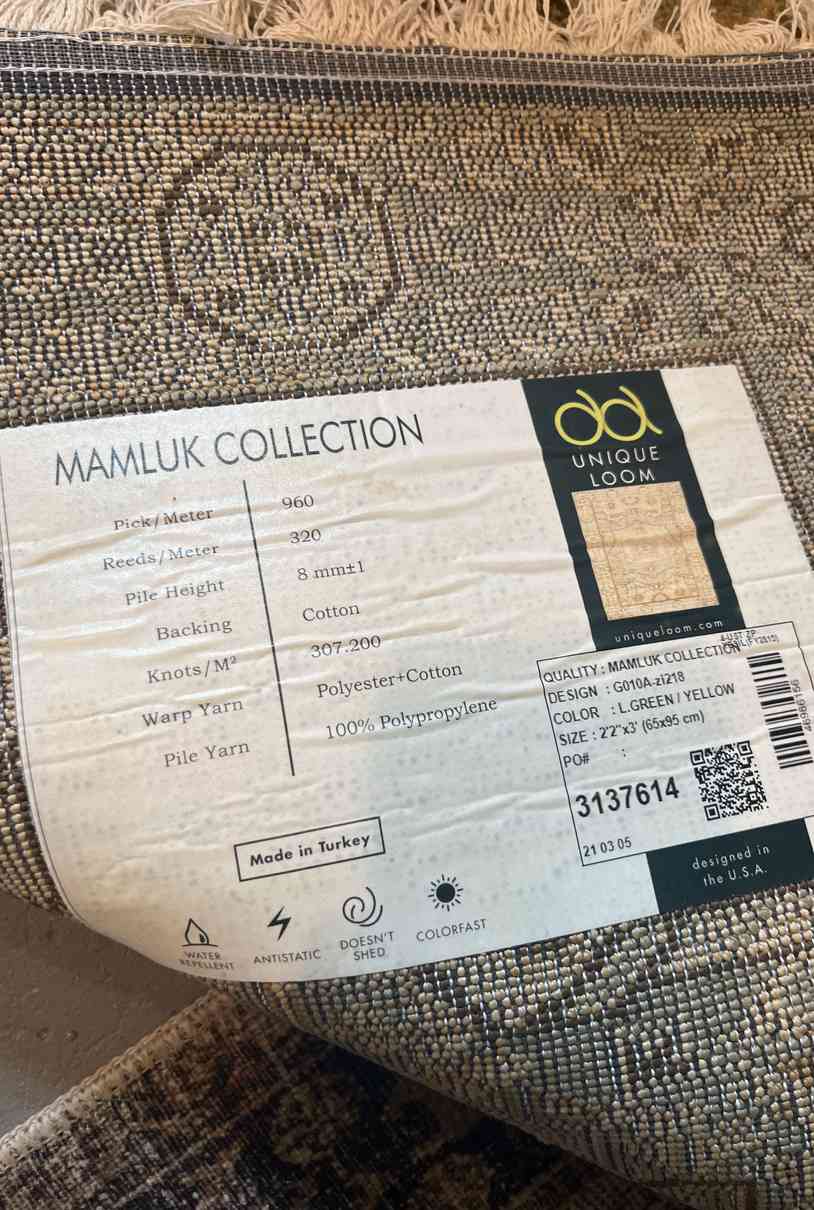 MAMLUK COLLECTION
Pick/Meter 960
Reeds/Meter 320
Pile Height 8 mm±1
Backing Cotton
Knots/M² 307.200
Warp Yarn Polyester+Cotton
Pile Yarn 100% Polypropylene
Made in Turkey
WATER REPELLENT
ANTISTATIC
DOESN'T SHED
COLORFAST
UNIQUE
LOOM
uniqueloom.com
QUALITY : MAMLUK COLLECTION
DESIGN : G010A-zi218
COLOR : L.GREEN / YELLOW
SIZE : 2'2"x3' (65x95 cm)
PO# :
3137614
21 03 05
designed in
the U.S.A.